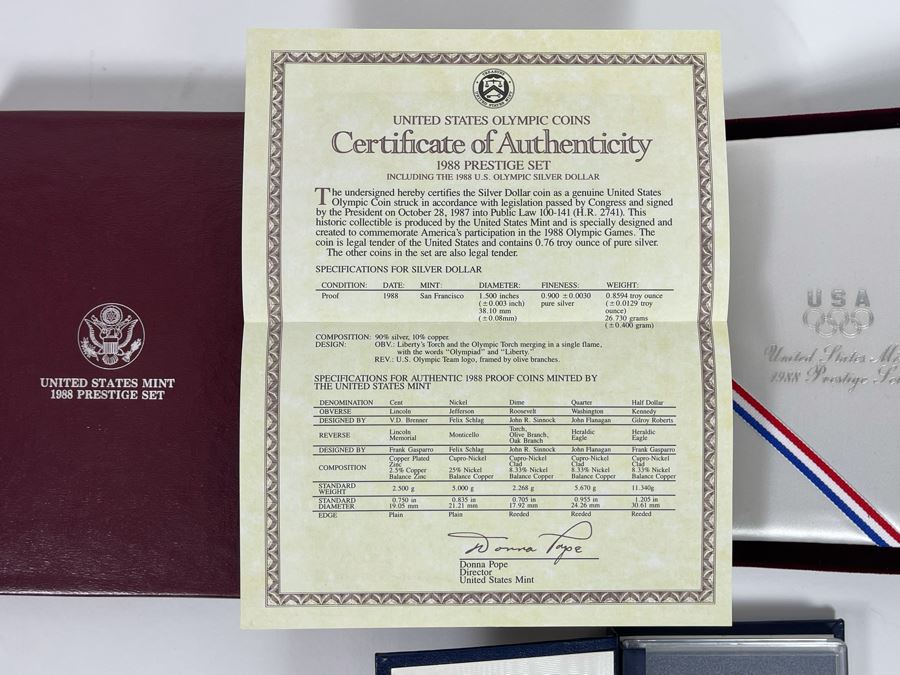 UNITED STATES OLYMPIC COINS
Certificate of Authenticity
1988 PRESTIGE SET
INCLUDING THE 1988 U.S. OLYMPIC SILVER DOLLAR
The undersigned hereby certifies the Silver Dollar coin as a genuine United States
Olympic Coin struck in accordance with legislation passed by Congress and signed
by the President on October 28, 1987 into Public Law 100-141 (H.R. 2741). This
historic collectible is produced by the United States Mint and is specially designed and
created to commemorate America's participation in the 1988 Olympic Games. The
coin is legal tender of the United States and contains 0.76 troy ounce of pure silver.
The other coins in the set are also legal tender.
SPECIFICATIONS FOR SILVER DOLLAR
CONDITION: DATE: MINT: DIAMETER: FINENESS: WEIGHT:
Proof 1988 San Francisco 1.500 inches 0.900 ±0.0030 0.8594 troy ounce
(±0.003 inch) pure silver (±0.0129 troy
38.10 mm ounce)
(±0.08mm) 26.730 grams
(±0.400 gram)
COMPOSITION: 90% silver, 10% copper.
DESIGN: OBV.: Liberty's Torch and the Olympic Torch merging in a single flame,
with the words "Olympiad" and "Liberty."
REV.: U.S. Olympic Team logo, framed by olive branches.
SPECIFICATIONS FOR AUTHENTIC 1988 PROOF COINS MINTED BY
THE UNITED STATES MINT
DENOMINATION Cent Nickel Dime Quarter Half Dollar
OBVERSE Lincoln Jefferson Roosevelt Washington Kennedy
DESIGNED BY V.D. Brenner Felix Schlag John R. Sinnock John Flanagan Gilroy Roberts
REVERSE Lincoln Memorial Monticello Torch, Olive Branch, Oak Branch Heraldic Eagle Heraldic Eagle
DESIGNED BY Frank Gasparro Felix Schlag John R. Sinnock John Flanagan Frank Gasparro
COMPOSITION Copper Plated Zinc 2.5% Copper Balance Zinc Cupro-Nickel 25% Nickel Balance Copper Cupro-Nickel Clad 8.33% Nickel Balance Copper Cupro-Nickel Clad 8.33% Nickel Balance Copper Cupro-Nickel Clad 8.33% Nickel Balance Copper
STANDARD WEIGHT 2.500 g 5.000 g 2.268 g 5.670 g 11.340g
STANDARD DIAMETER 0.750 in 19.05 mm 0.835 in 21.21 mm 0.705 in 17.92 mm 0.955 in 24.26 mm 1.205 in 30.61 mm
EDGE Plain Plain Reeded Reeded Reeded
Donna Pope
Donna Pope
Director
United States Mint
UNITED STATES MINT
1988 PRESTIGE SET
USA
United States Mi
1988 Prestige Se